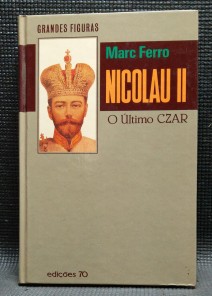 GRANDES FIGURAS
Marc Ferro
NICOLAU II
O Último CZAR
edições 70